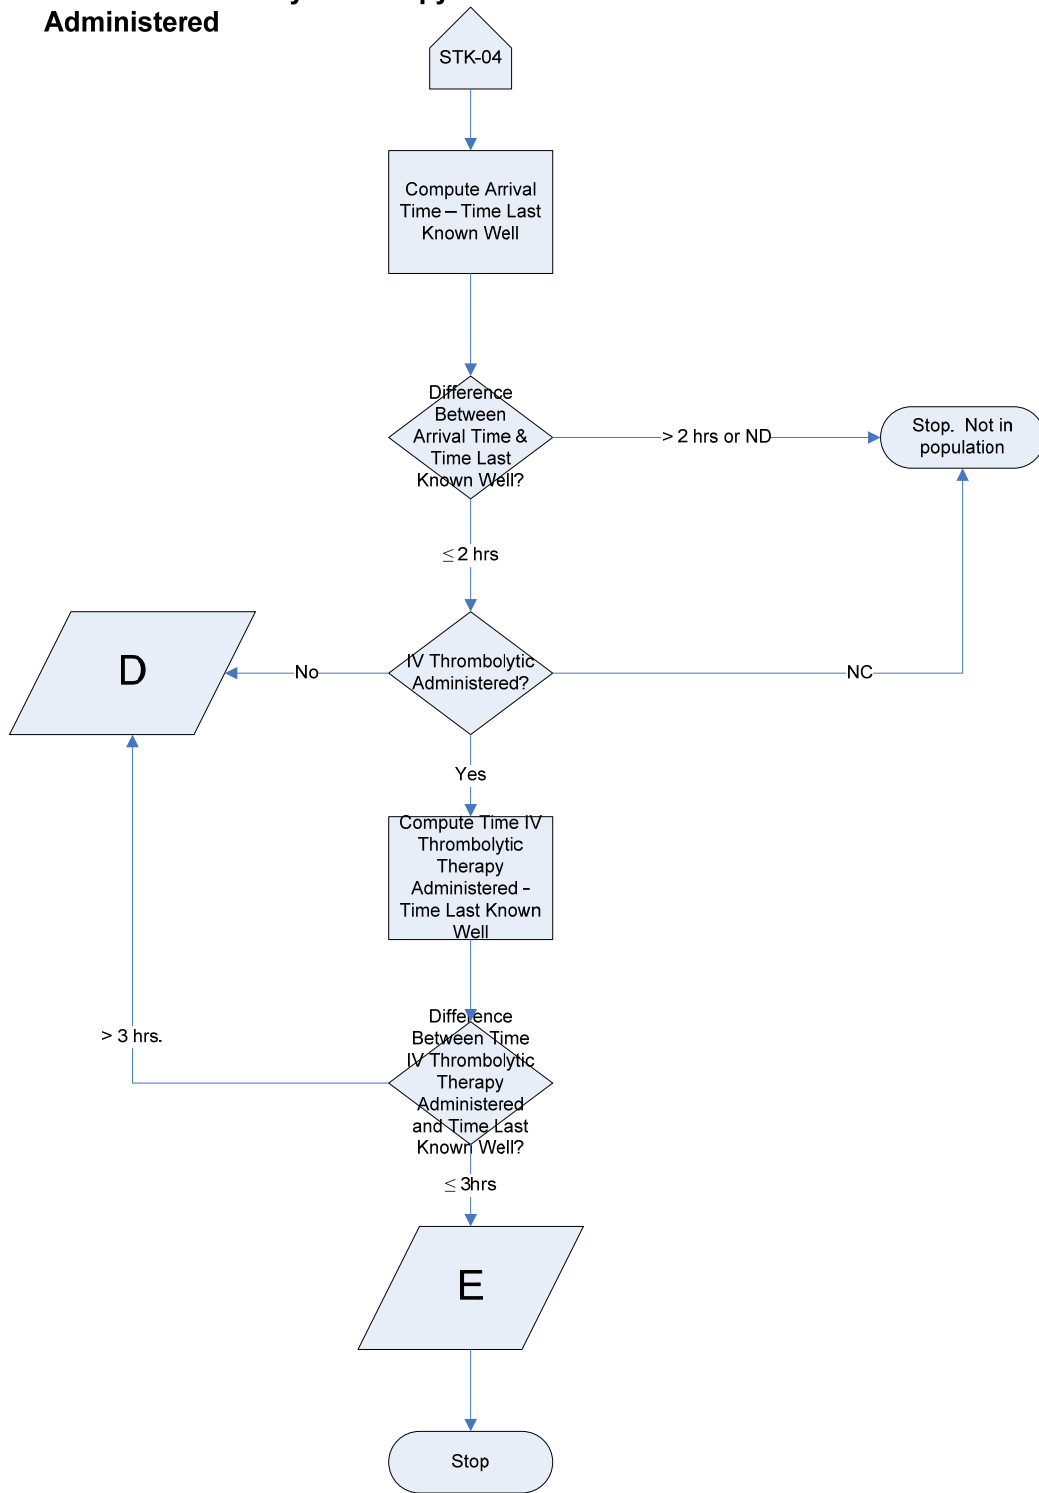 Administered
STK-04
Compute Arrival
Time – Time Last
Known Well
Difference
Between
Arrival Time &
Time Last
Known Well?
> 2 hrs or ND
Stop. Not in
population
≤ 2 hrs
D
No
IV Thrombolytic
Administered?
NC
Yes
Compute Time IV
Thrombolytic
Therapy
Administered –
Time Last Known
Well
> 3 hrs.
Difference
Between Time
IV Thrombolytic
Therapy
Administered
and Time Last
Known Well?
≤ 3hrs
E
Stop